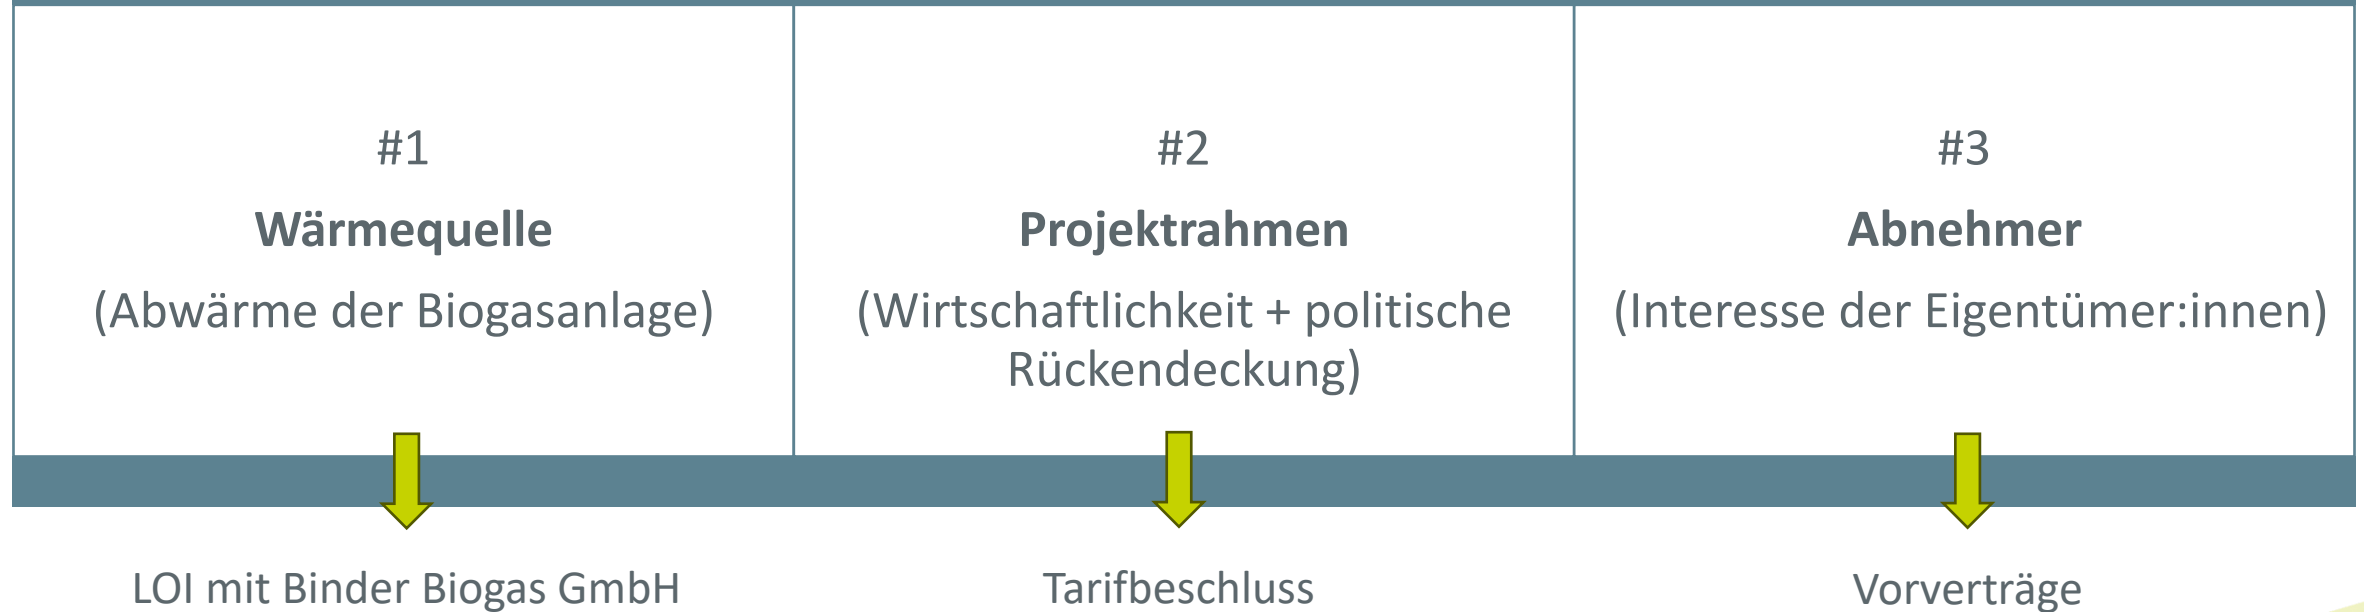 #1
Wärmequelle
(Abwärme der Biogasanlage)
#2
Projektrahmen
(Wirtschaftlichkeit + politische
Rückendeckung)
#3
Abnehmer
(Interesse der Eigentümer:innen)
LOI mit Binder Biogas GmbH
Tarifbeschluss
Vorverträge